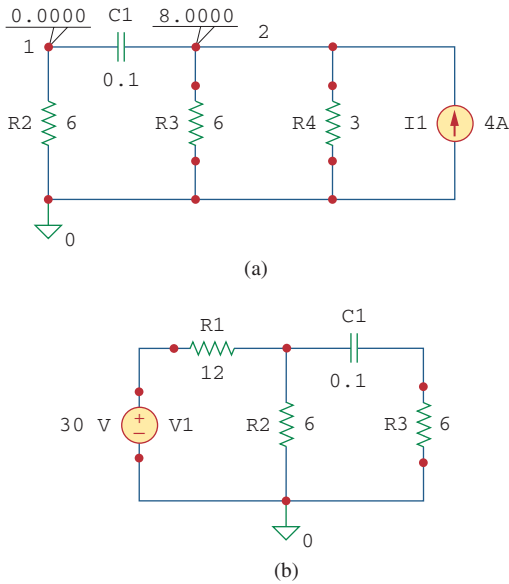 0.0000 C1 8.0000
1 2
0.1
R2 6 R3 6 R4 3 I1 4A
0
(a)
C1
R1
12 0.1
30 V V1 R2 6 R3 6
+
−
0
(b)